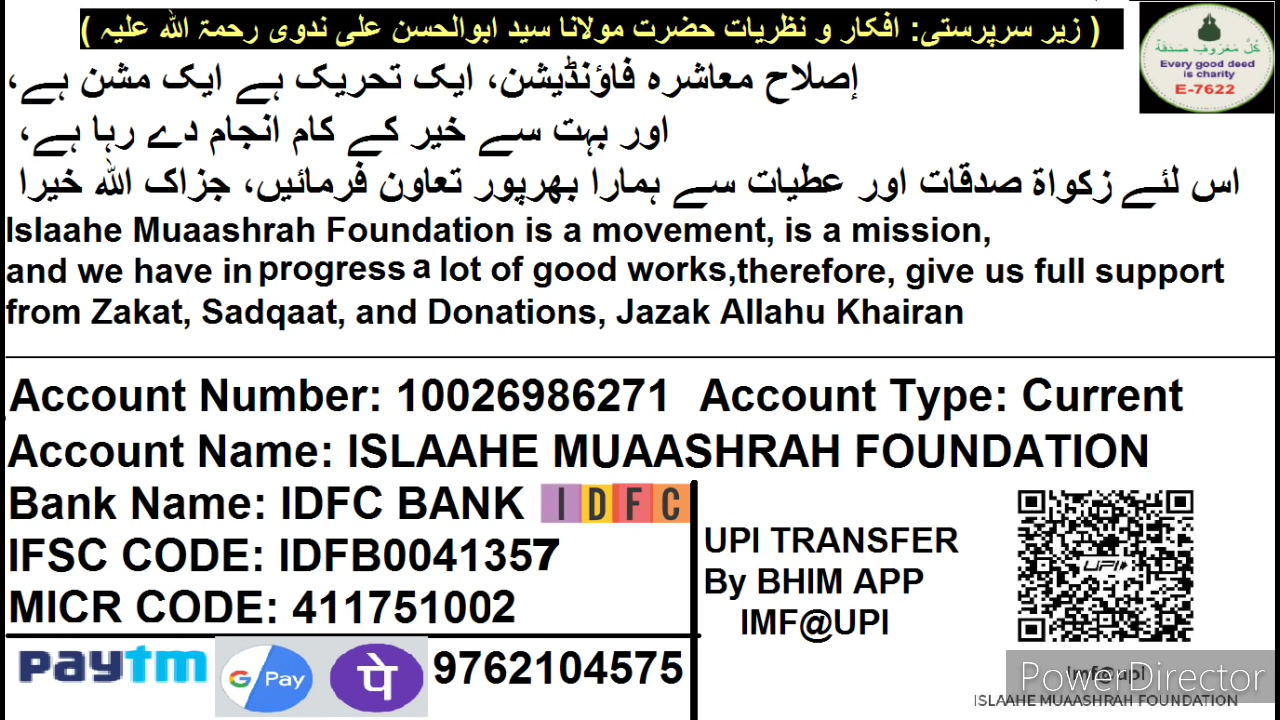 ( زیر سرپرستی: افکار و نظریات حضرت مولانا سید ابوالحسن علی ندوی رحمۃ اللہ علیہ )
كُلُّ مَعْرُوفٍ صَدَقَةٌ
Every good deed
is charity
E-7622
إصلاح معاشرہ فاؤنڈیشن، ایک تحریک ہے ایک مشن ہے،
اور بہت سے خیر کے کام انجام دے رہا ہے،
اس لئے زکواۃ صدقات اور عطیات سے ہمارا بھرپور تعاون فرمائیں، جزاک اللہ خیرا
Islaahe Muaashrah Foundation is a movement, is a mission,
and we have in progress a lot of good works,therefore, give us full support
from Zakat, Sadqaat, and Donations, Jazak Allahu Khairan
Account Number: 10026986271 Account Type: Current
Account Name: ISLAAHE MUAASHRAH FOUNDATION
Bank Name: IDFC BANK IDFC
IFSC CODE: IDFB0041357
MICR CODE: 411751002
UPI TRANSFER
By BHIM APP
IMF@UPI
UPI
paytm G Pay पे 9762104575
imf@upi
PowerDirector
ISLAAHE MUAASHRAH FOUNDATION